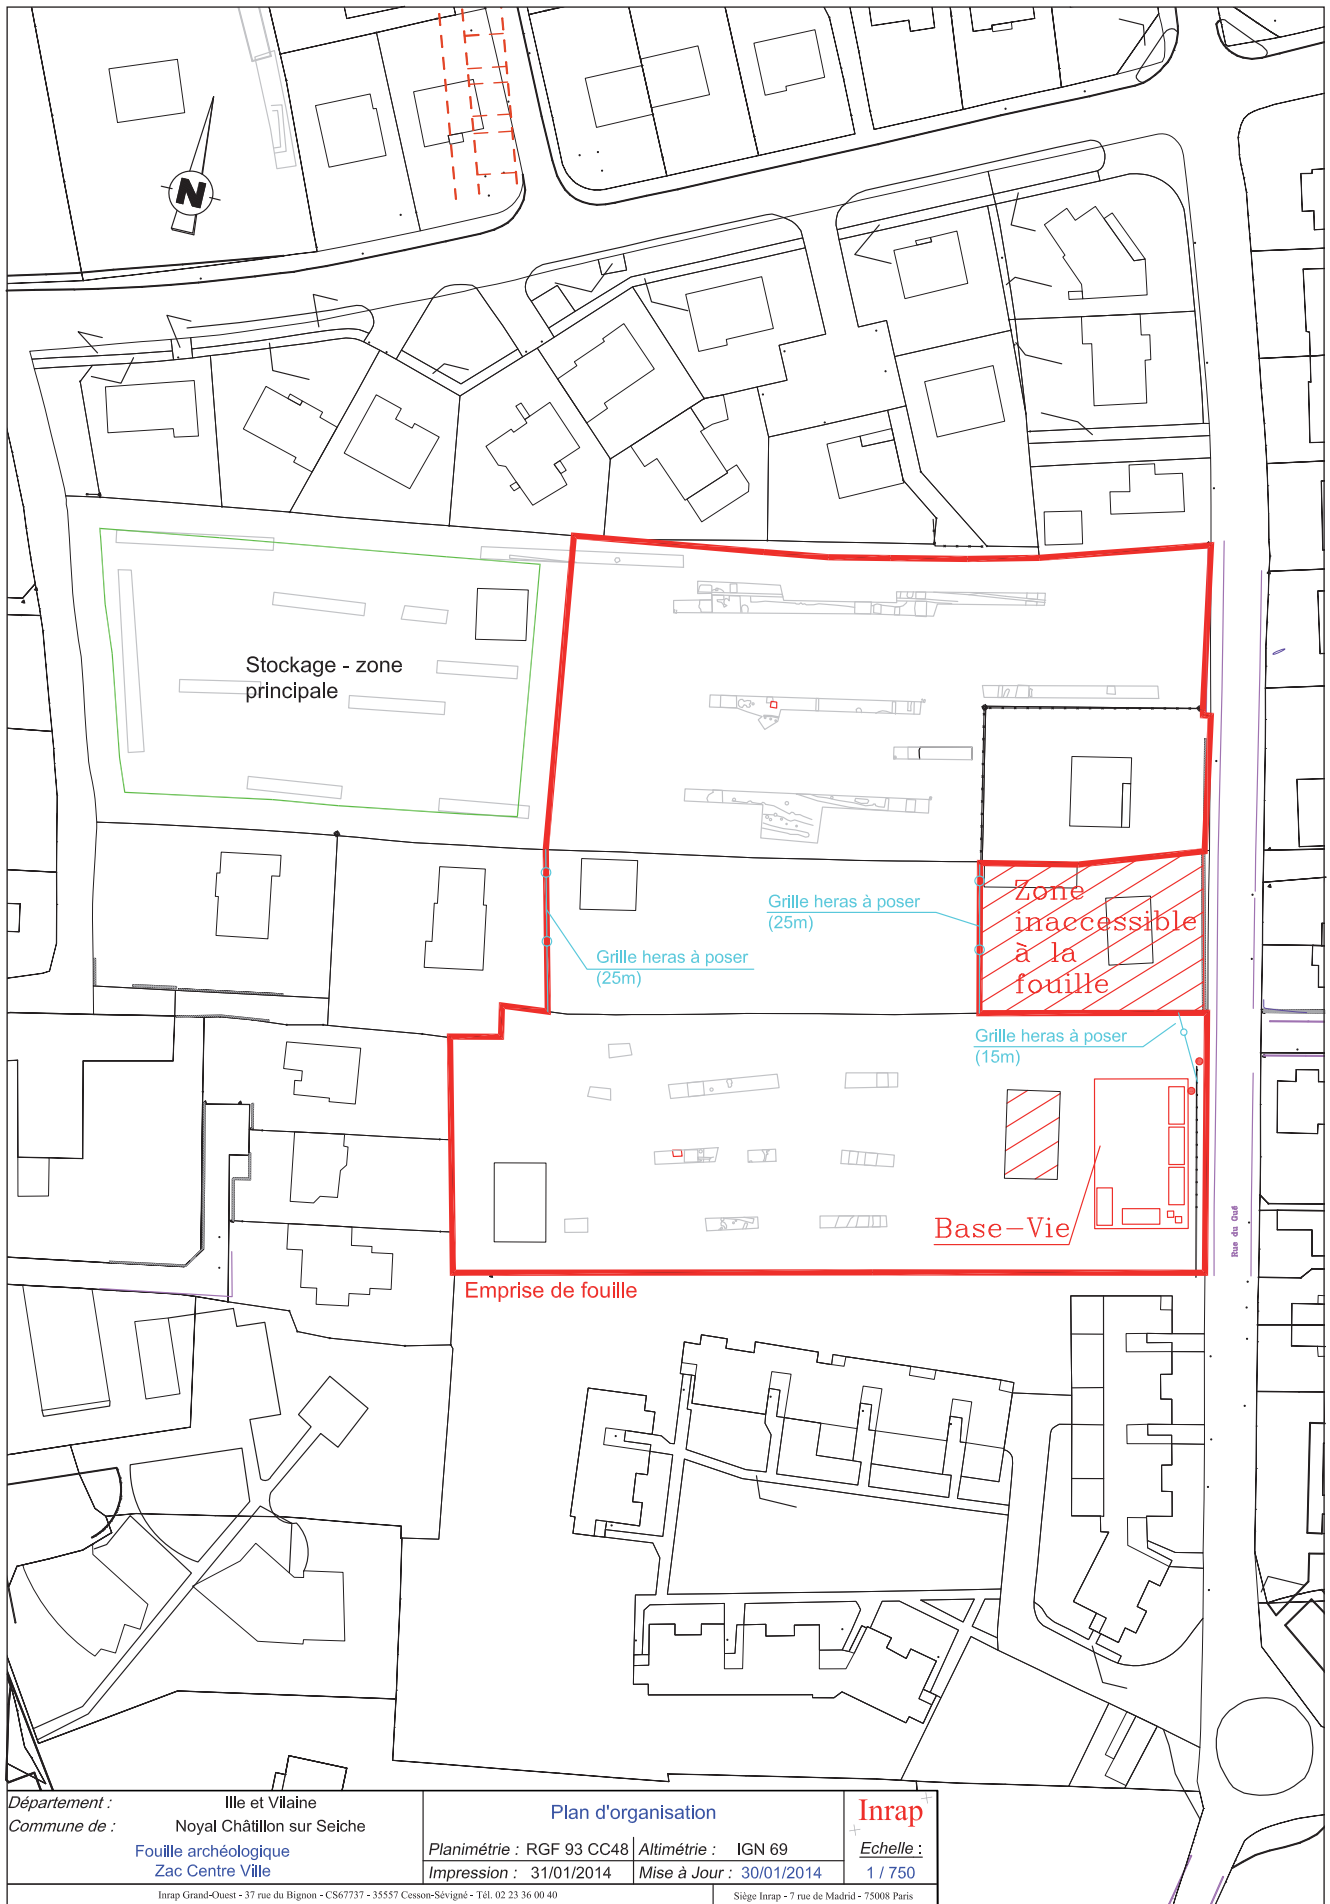 N
Stockage - zone
principale
Grille heras à poser
(25m)
Grille heras à poser
(25m)
Zone
inaccessible
à la
fouille
Grille heras à poser
(15m)
Base-Vie
Rue du Gué
Emprise de fouille
Département : Ille et Vilaine
Commune de : Noyal Châtillon sur Seiche
Fouille archéologique
Zac Centre Ville
Plan d'organisation
Planimétrie : RGF 93 CC48 Altimétrie : IGN 69
Impression : 31/01/2014 Mise à Jour : 30/01/2014
Inrap
Echelle :
1 / 750
Inrap Grand-Ouest - 37 rue du Bignon - CS67737 - 35557 Cesson-Sévigné - Tél. 02 23 36 00 40
Siège Inrap - 7 rue de Madrid - 75008 Paris